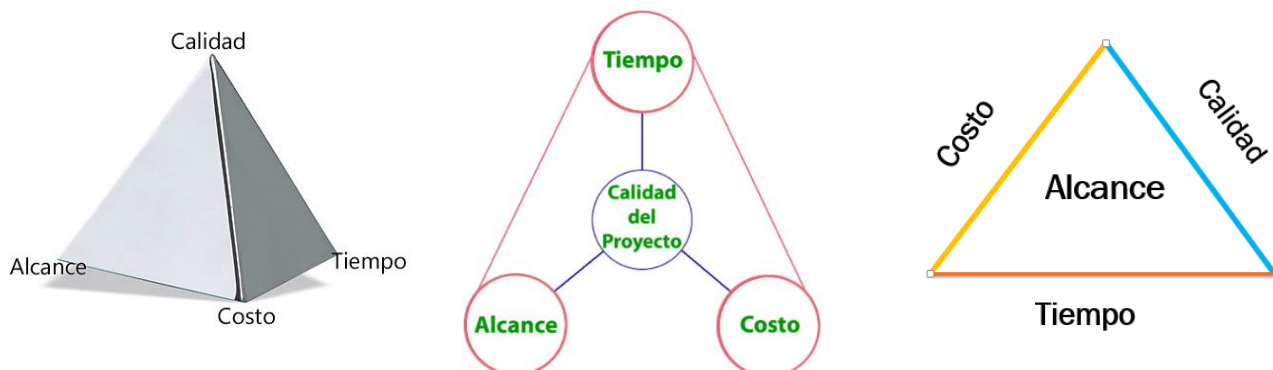 Calidad
Alcance
Tiempo
Costo
Tiempo
Calidad
del
Proyecto
Alcance
Costo
Costo
Calidad
Alcance
Tiempo